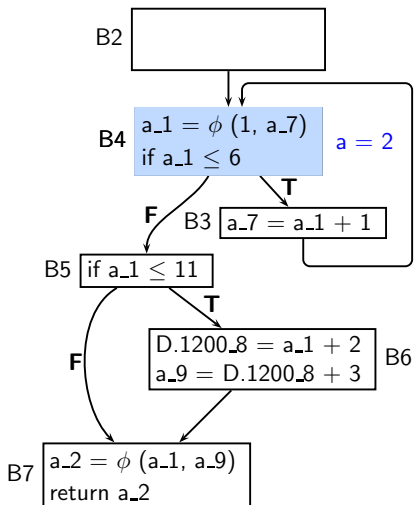 B2
B4
a_1 = ϕ (1, a_7)
if a_1 ≤ 6
a = 2
F
T
B3
a_7 = a_1 + 1
B5
if a_1 ≤ 11
T
F
D.1200_8 = a_1 + 2
a_9 = D.1200_8 + 3
B6
B7
a_2 = ϕ (a_1, a_9)
return a_2